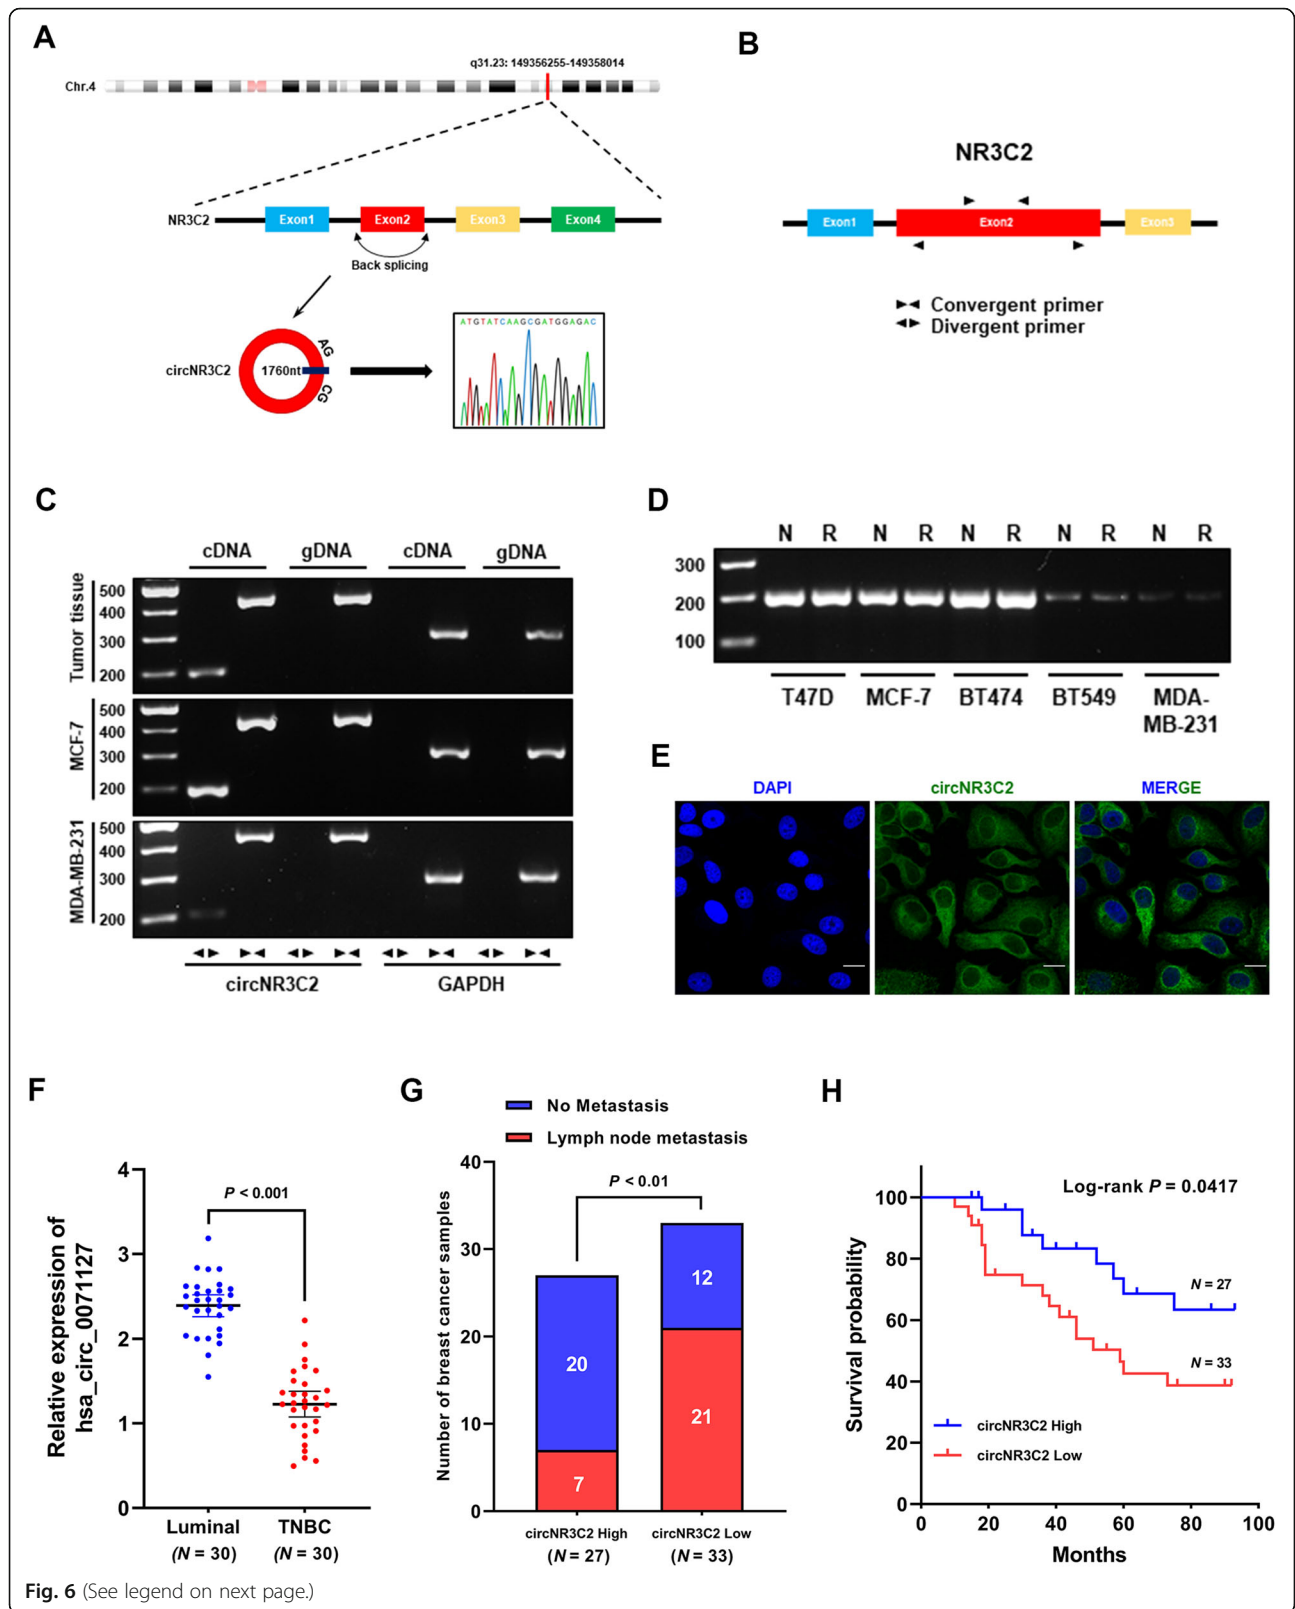 A
q31.23: 149356255-149358014
Chr.4
NR3C2
Exon1
Exon2
Exon3
Exon4
Back splicing
circNR3C2
1760nt
AG
CG
ATGTATCAAGCGATGGAGAC
B
NR3C2
Exon1
Exon2
Exon3
Convergent primer
Divergent primer
C
cDNA gDNA cDNA gDNA
Tumor tissue
500
400
300
200
MCF-7
500
400
300
200
MDA-MB-231
500
400
300
200
circNR3C2
GAPDH
D
N R N R N R N R N R
300
200
100
T47D MCF-7 BT474 BT549 MDA-
MB-231
E
DAPI
circNR3C2
MERGE
F
Relative expression of
hsa_circ_0071127
4
3
2
1
0
P < 0.001
Luminal
(N = 30)
TNBC
(N = 30)
G
No Metastasis
Lymph node metastasis
Number of breast cancer samples
40
30
20
10
0
P < 0.01
20
7
12
21
circNR3C2 High
(N = 27)
circNR3C2 Low
(N = 33)
H
Log-rank P = 0.0417
Survival probability
100
80
60
40
20
0
N = 27
N = 33
circNR3C2 High
circNR3C2 Low
0 20 40 60 80 100
Months
Fig. 6 (See legend on next page.)